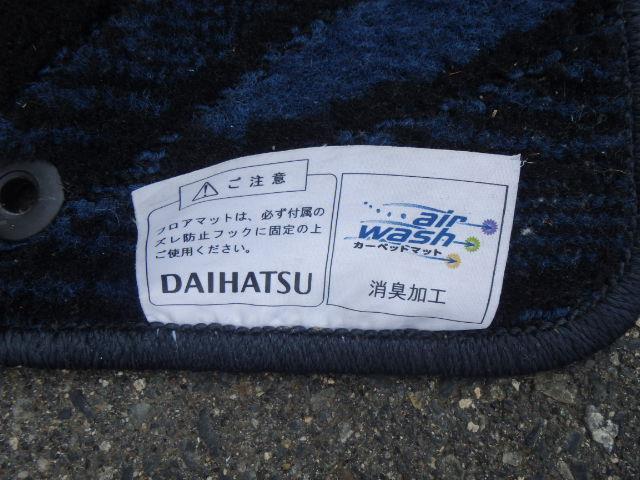 ご注意
フロアマットは、必ず付属の
ズレ防止フックに固定の上
ご使用ください。
DAIHATSU
air
wash
カーペットマット
消臭加工